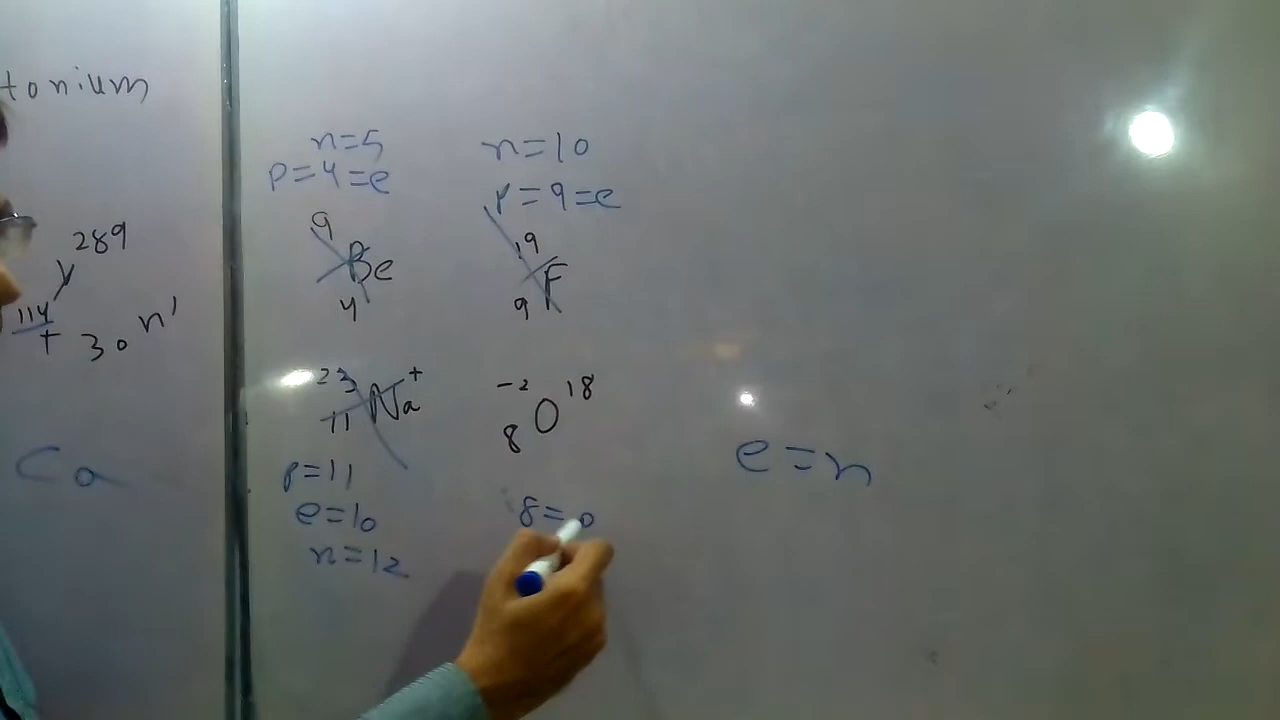 tonium
289
y
114
+ 3 0 n 1
Ca
n=5
p=4=e
9
Be
4
n=10
p=9=e
19
F
9
23 Na +
11
p=11
e=10
n=12
-2 O 18
8
8=
e=n